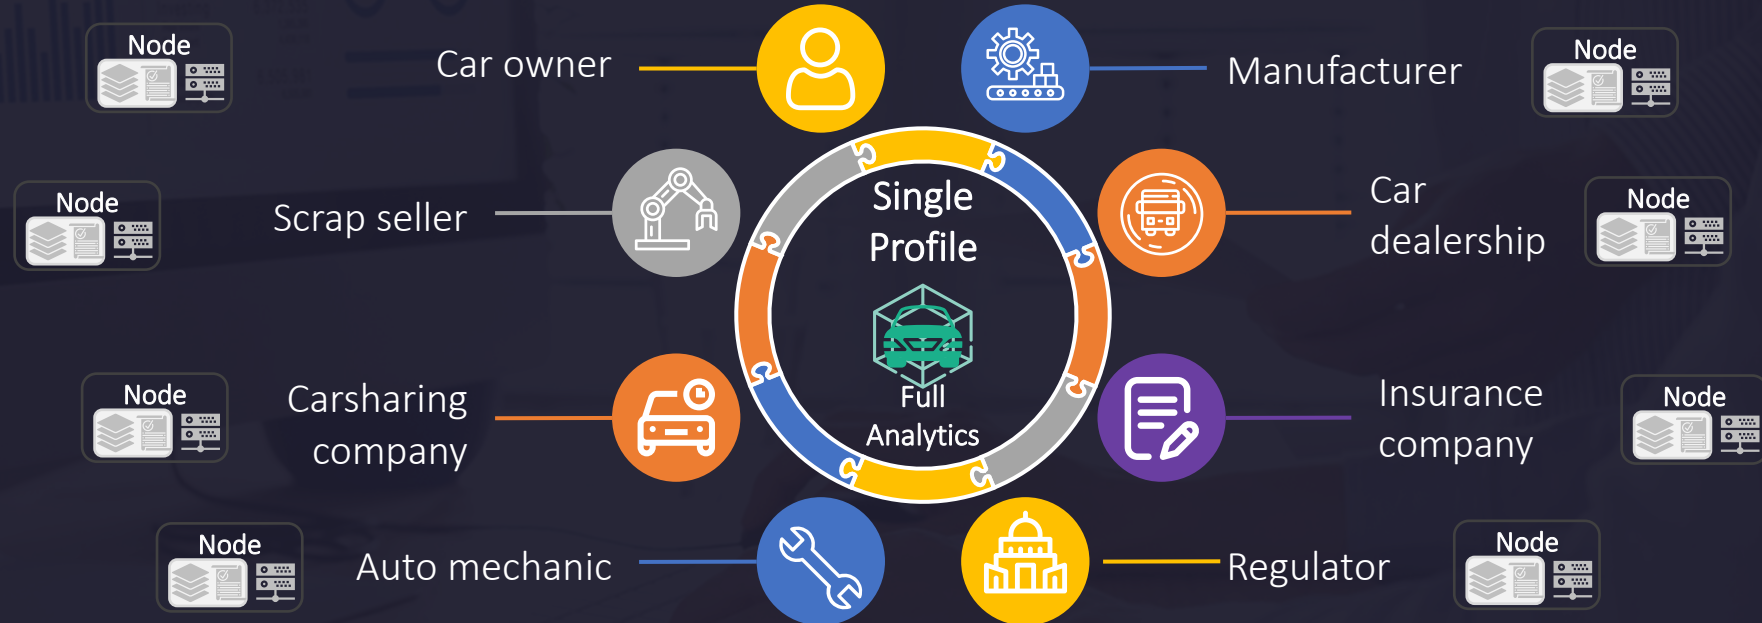 Node
Car owner
Manufacturer
Node
Node
Scrap seller
Single
Profile
Car
dealership
Node
Node
Carsharing
company
Full
Analytics
Insurance
company
Node
Node
Auto mechanic
Regulator
Node